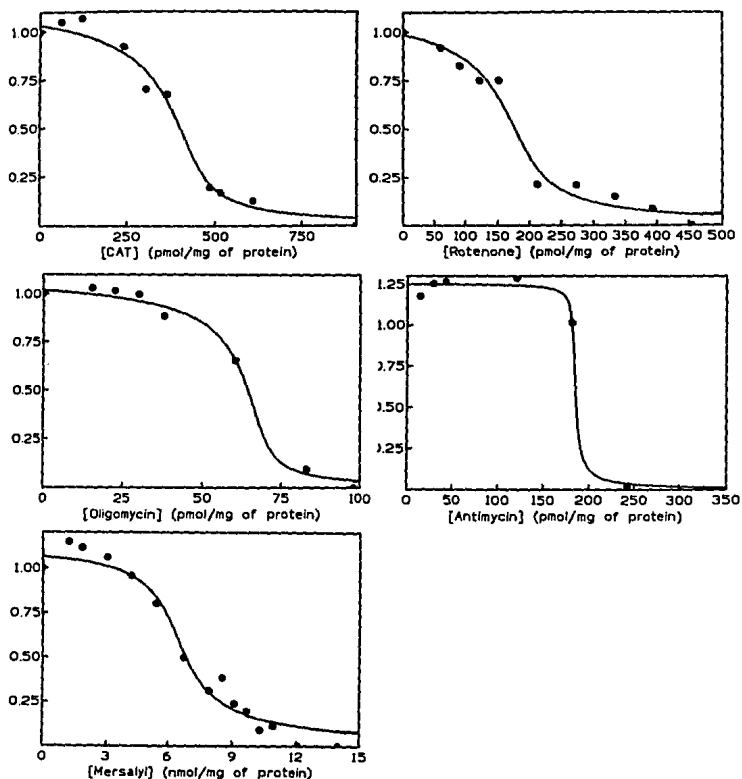 1.00
0.75
0.50
0.25
0 250 500 750
[CAT] (pmol/mg of protein)
1.00
0.75
0.50
0.25
0 50 100 150 200 250 300 350 400 450 500
[Rotenone] (pmol/mg of protein)
1.00
0.75
0.50
0.25
0 25 50 75 100
[Oligomycin] (pmol/mg of protein)
1.25
1.00
).75
).50
).25
0 50 100 150 200 250 300 350
[Antimycin] (pmol/mg of protein)
1.00
0.75
0.50
0.25
0 3 6 9 12 15
[Mersalyl] (nmol/mg of protein)